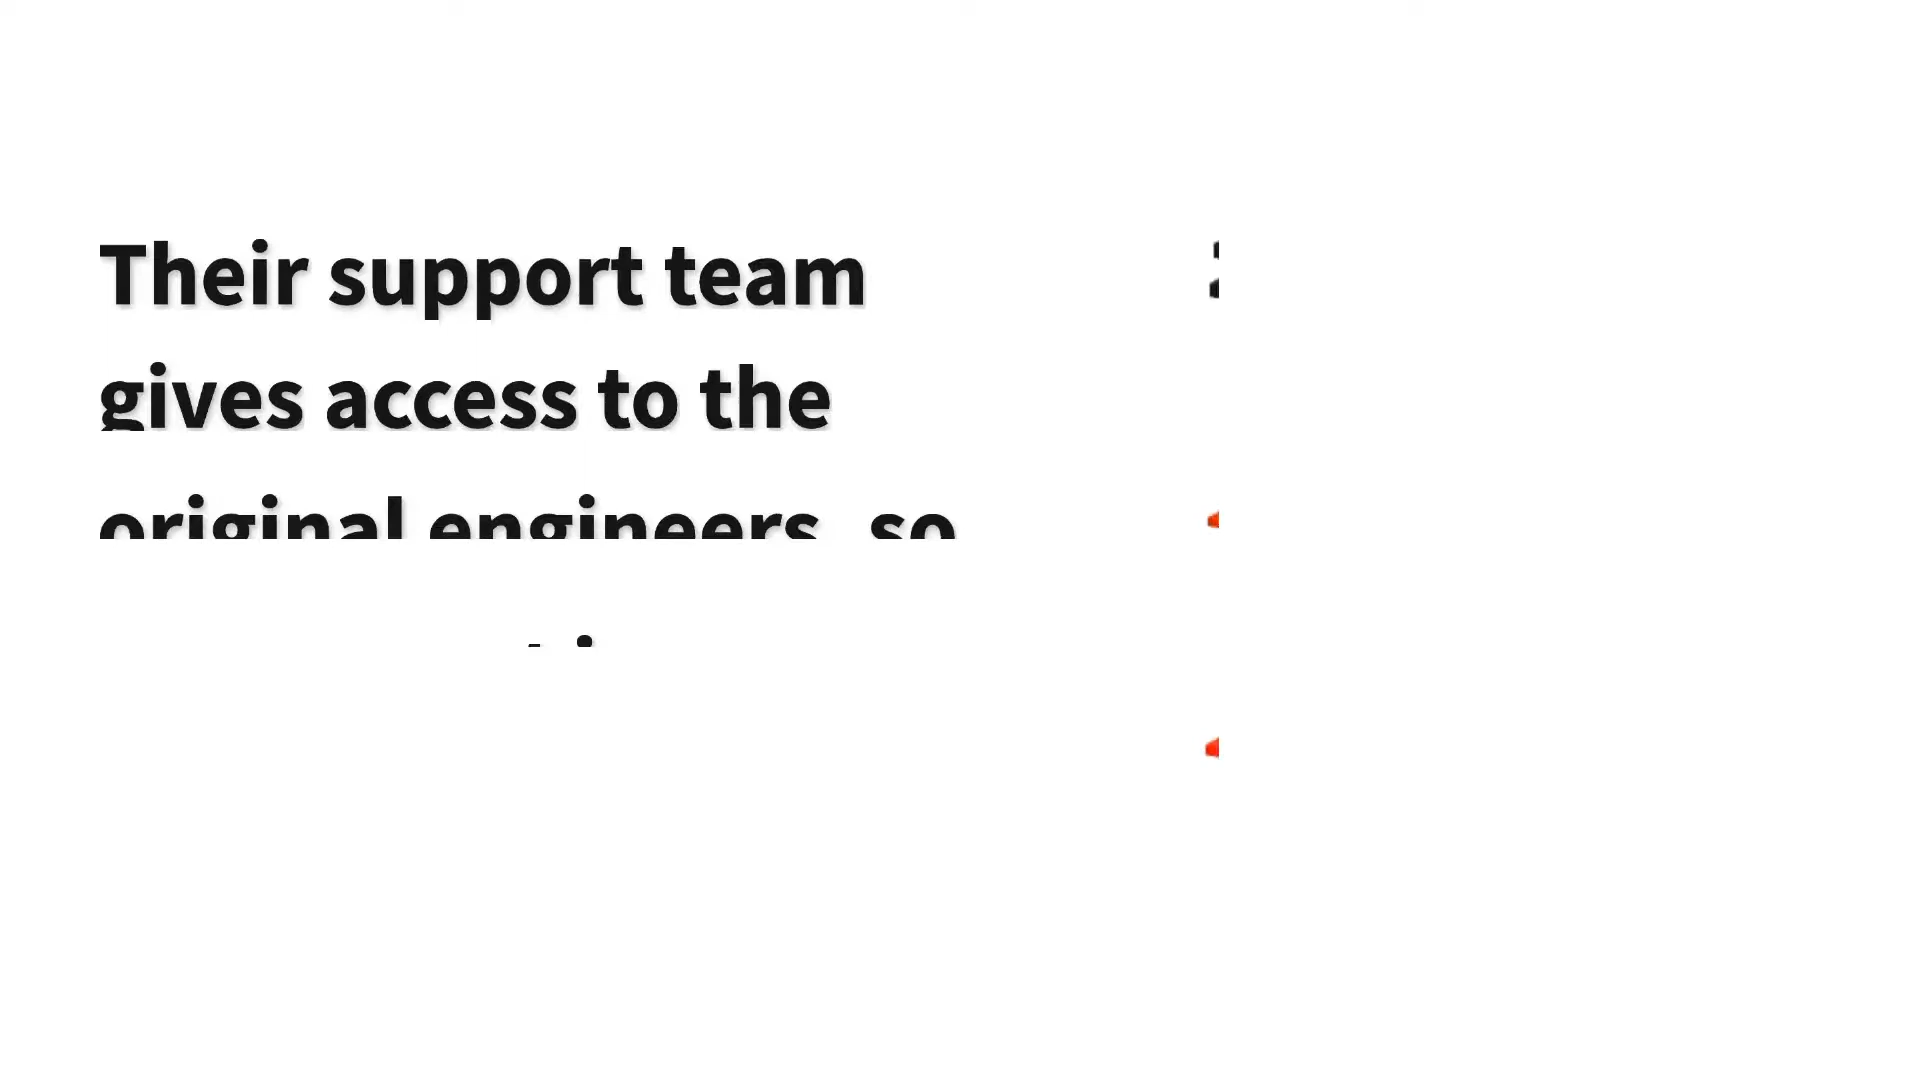 Their support team
gives access to the
original engineers, so